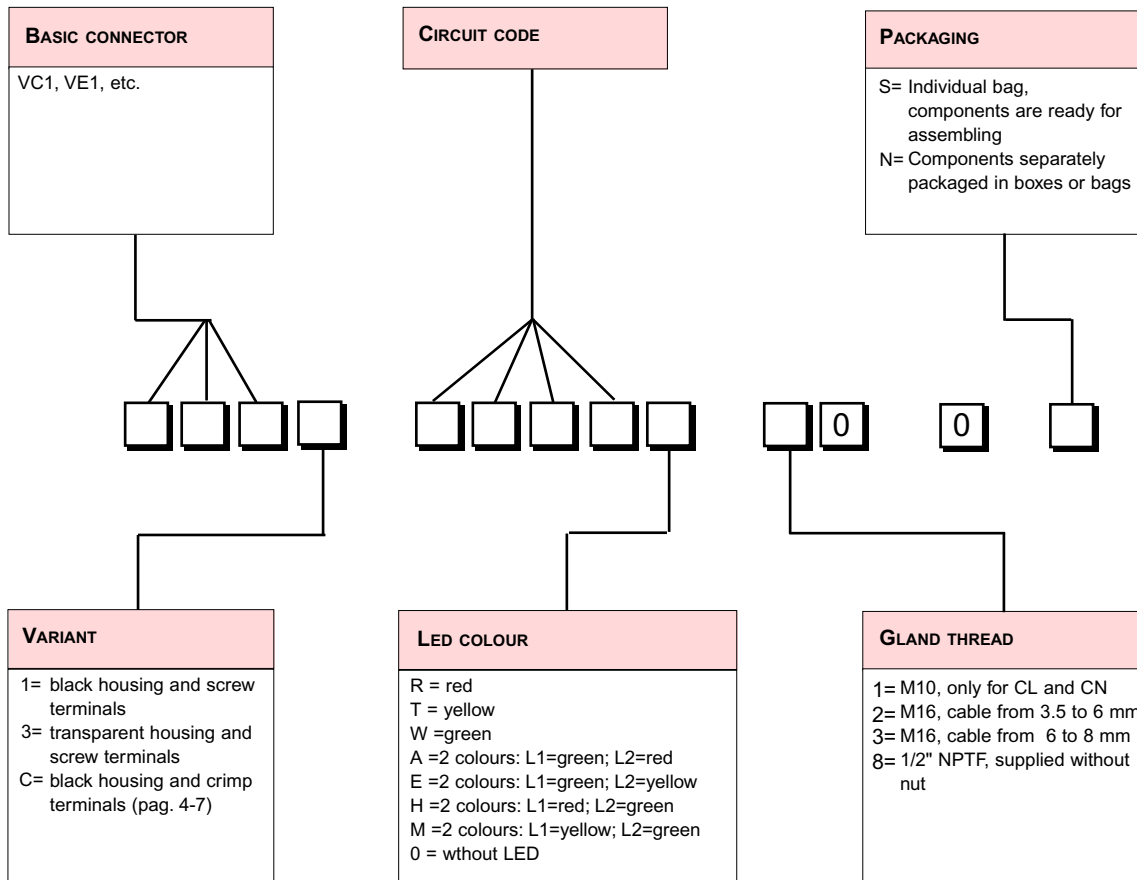 BASIC CONNECTOR
VC1, VE1, etc.
CIRCUIT CODE
PACKAGING
S= Individual bag,
components are ready for
assembling
N= Components separately
packaged in boxes or bags
0
0
VARIANT
1= black housing and screw
terminals
3= transparent housing and
screw terminals
C= black housing and crimp
terminals (pag. 4-7)
LED COLOUR
R = red
T = yellow
W =green
A =2 colours: L1=green; L2=red
E =2 colours: L1=green; L2=yellow
H =2 colours: L1=red; L2=green
M =2 colours: L1=yellow; L2=green
0 = wthout LED
GLAND THREAD
1= M10, only for CL and CN
2= M16, cable from 3.5 to 6 mm
3= M16, cable from 6 to 8 mm
8= 1/2" NPTF, supplied without
nut